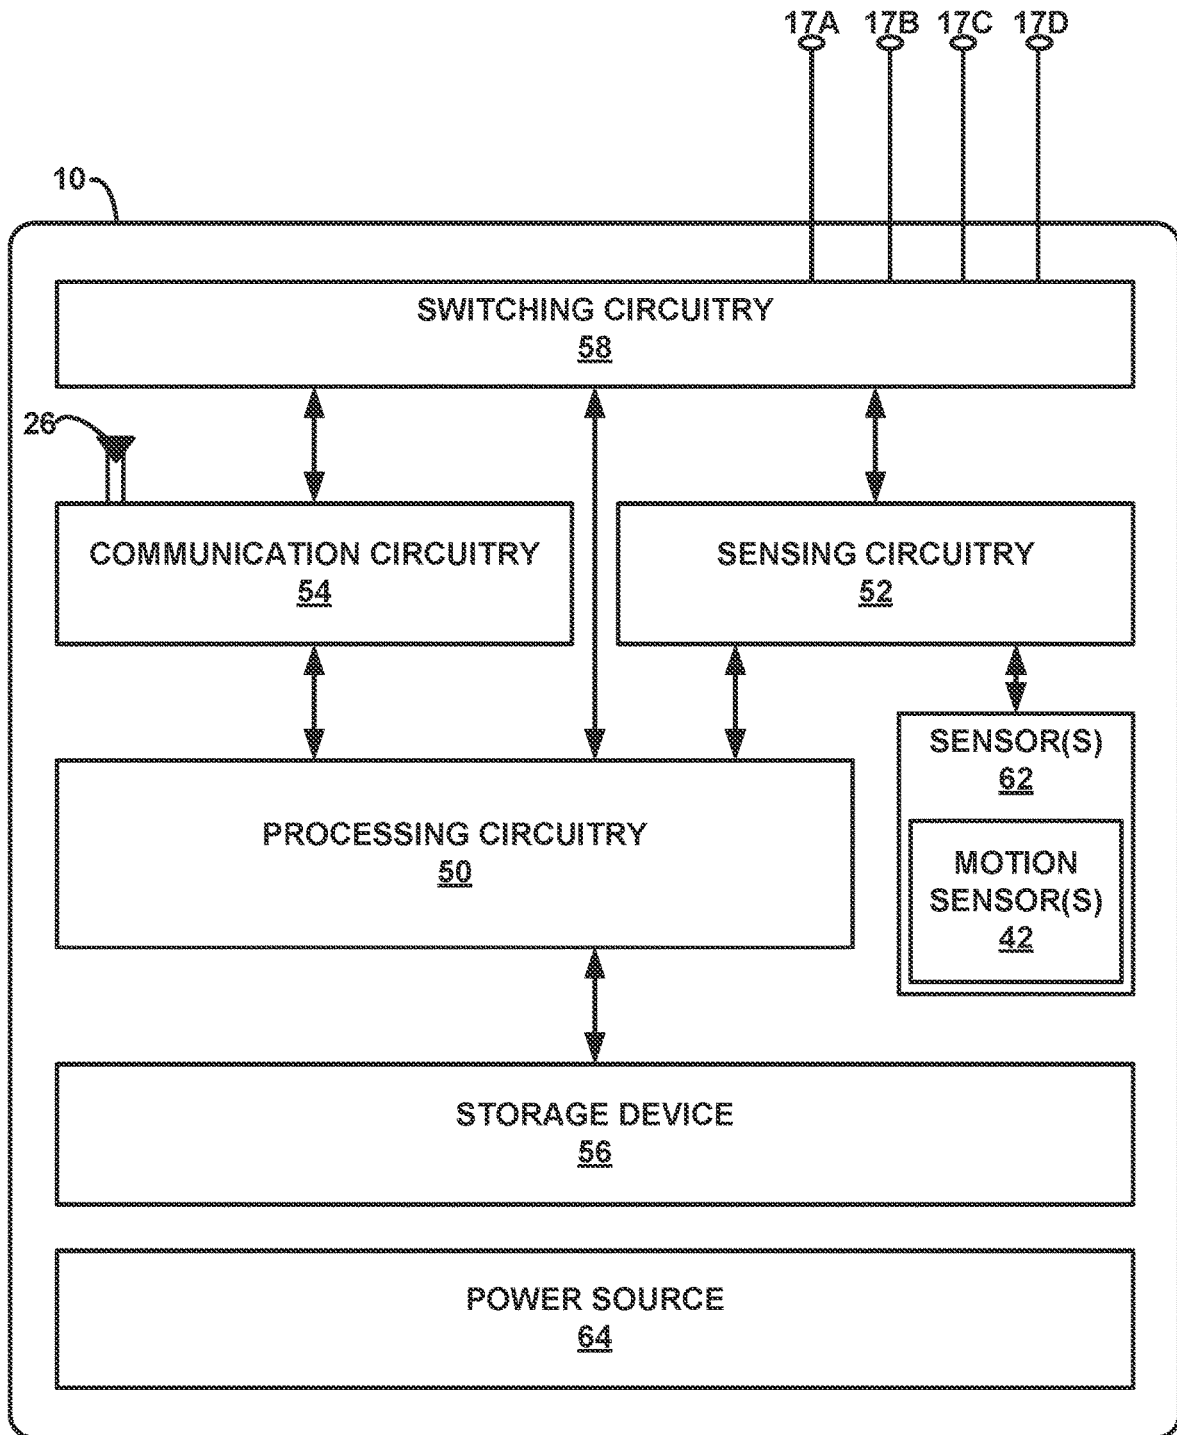 17A 17B 17C 17D
10
SWITCHING CIRCUITRY
58
26
COMMUNICATION CIRCUITRY
54
SENSING CIRCUITRY
52
SENSOR(S)
62
PROCESSING CIRCUITRY
50
MOTION
SENSOR(S)
42
STORAGE DEVICE
56
POWER SOURCE
64